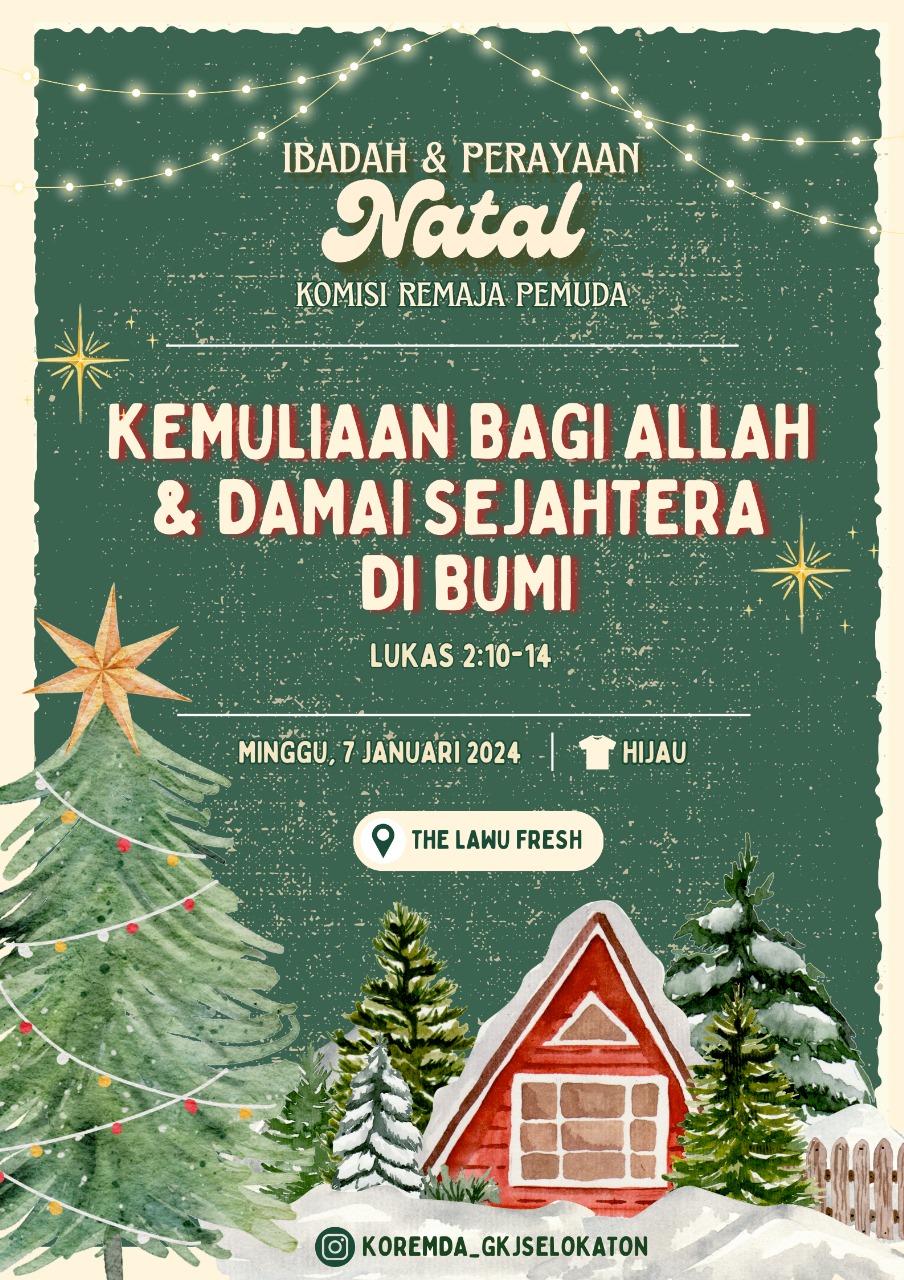 IBADAH & PERAYAAN
Natal
KOMISI REMAJA PEMUDA
KEMULIAAN BAGI ALLAH
& DAMAI SEJAHTERA
DI BUMI
LUKAS 2:10-14
MINGGU, 7 JANUARI 2024 | HIJAU
THE LAWU FRESH
KOREMDA_GKJSELOKATON